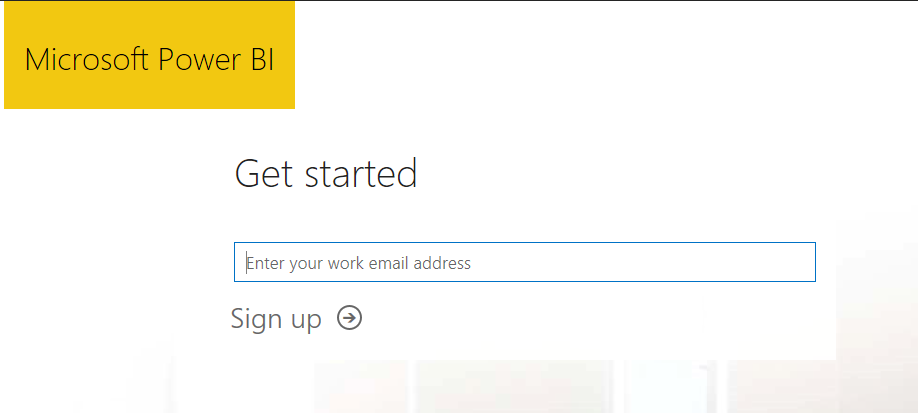 Microsoft Power BI
Get started
Enter your work email address
Sign up